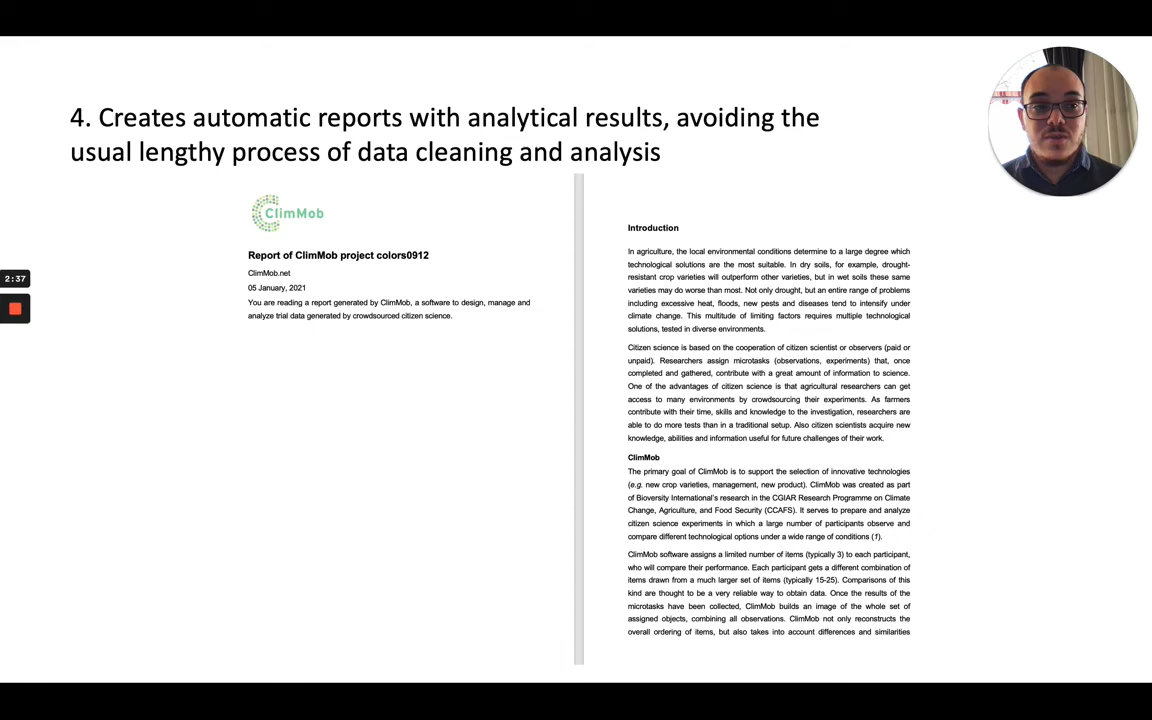 4. Creates automatic reports with analytical results, avoiding the
usual lengthy process of data cleaning and analysis
ClimMob
Report of ClimMob project colors0912
ClimMob.net
05 January, 2021
You are reading a report generated by ClimMob, a software to design, manage and
analyze trial data generated by crowdsourced citizen science.
2:37
Introduction
In agriculture, the local environmental conditions determine to a large degree which
technological solutions are the most suitable. In dry soils, for example, drought-
resistant crop varieties will outperform other varieties, but in wet soils these same
varieties may do worse than most. Not only drought, but an entire range of problems
including excessive heat, floods, new pests and diseases tend to intensify under
climate change. This multitude of limiting factors requires multiple technological
solutions, tested in diverse environments.
Citizen science is based on the cooperation of citizen scientist or observers (paid or
unpaid). Researchers assign microtasks (observations, experiments) that, once
completed and gathered, contribute with a great amount of information to science.
One of the advantages of citizen science is that agricultural researchers can get
access to many environments by crowdsourcing their experiments. As farmers
contribute with their time, skills and knowledge to the investigation, researchers are
able to do more tests than in a traditional setup. Also citizen scientists acquire new
knowledge, abilities and information useful for future challenges of their work.
ClimMob
The primary goal of ClimMob is to support the selection of innovative technologies
(e.g. new crop varieties, management, new product). ClimMob was created as part
of Bioversity International's research in the CGIAR Research Programme on Climate
Change, Agriculture, and Food Security (CCAFS). It serves to prepare and analyze
citizen science experiments in which a large number of participants observe and
compare different technological options under a wide range of conditions (1).
ClimMob software assigns a limited number of items (typically 3) to each participant,
who will compare their performance. Each participant gets a different combination of
items drawn from a much larger set of items (typically 15-25). Comparisons of this
kind are thought to be a very reliable way to obtain data. Once the results of the
microtasks have been collected, ClimMob builds an image of the whole set of
assigned objects, combining all observations. ClimMob not only reconstructs the
overall ordering of items, but also takes into account differences and similarities